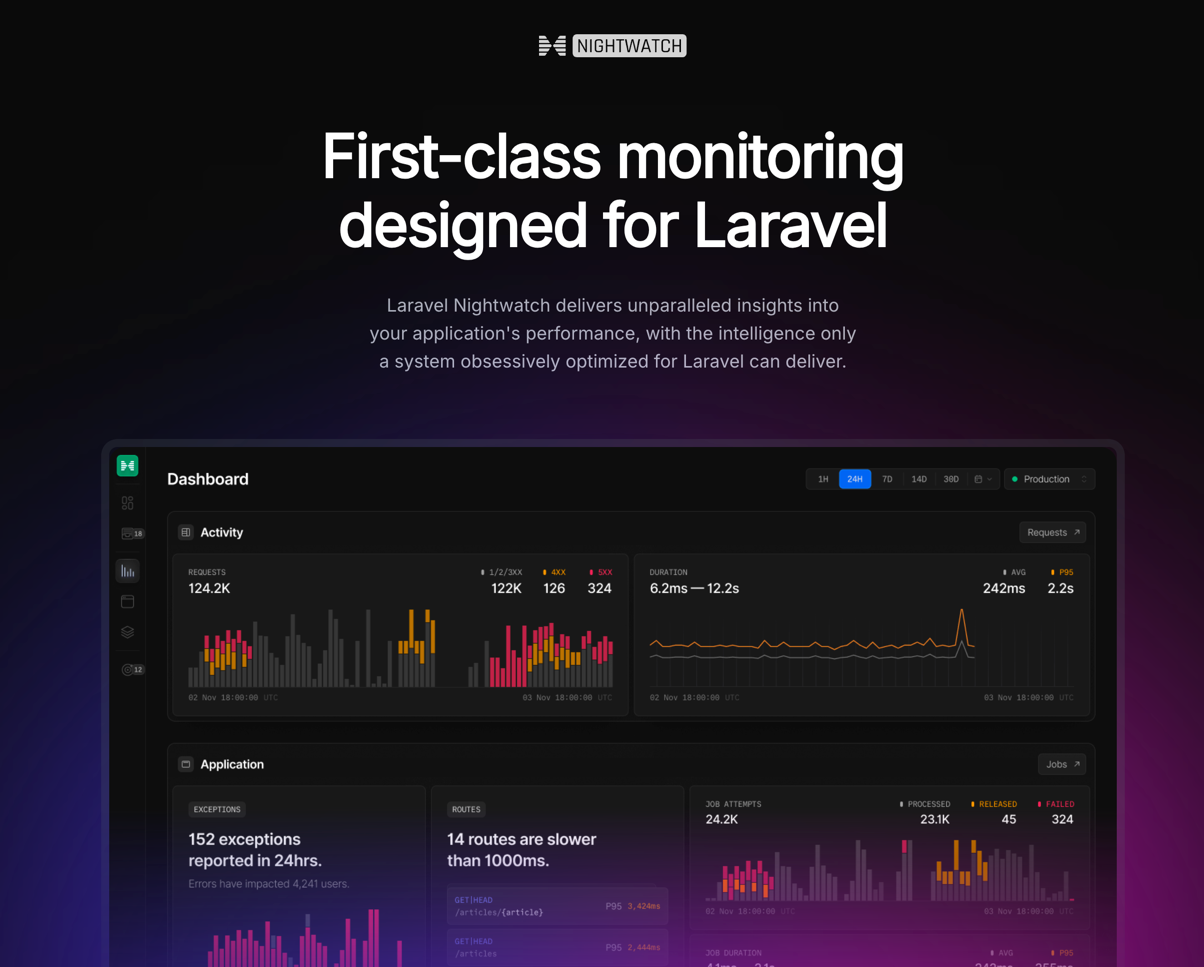 NIGHTWATCH
First-class monitoring
designed for Laravel
Laravel Nightwatch delivers unparalleled insights into
your application's performance, with the intelligence only
a system obsessively optimized for Laravel can deliver.
Dashboard
1H 24H 7D 14D 30D Production
18
12
Activity
Requests
REQUESTS 1/2/3XX 4XX 5XX
124.2K 122K 126 324
02 Nov 18:00:00 UTC 03 Nov 18:00:00 UTC
DURATION AVG P95
6.2ms — 12.2s 242ms 2.2s
02 Nov 18:00:00 UTC 03 Nov 18:00:00 UTC
Application
Jobs
EXCEPTIONS
152 exceptions
reported in 24hrs.
Errors have impacted 4,241 users.
ROUTES
14 routes are slower
than 1000ms.
GET|HEAD
/articles/{article} P95 3,424ms
GET|HEAD
/articles P95 2,444ms
JOB ATTEMPTS PROCESSED RELEASED FAILED
24.2K 23.1K 45 324
02 Nov 18:00:00 UTC 03 Nov 18:00:00 UTC
JOB DURATION AVG P95